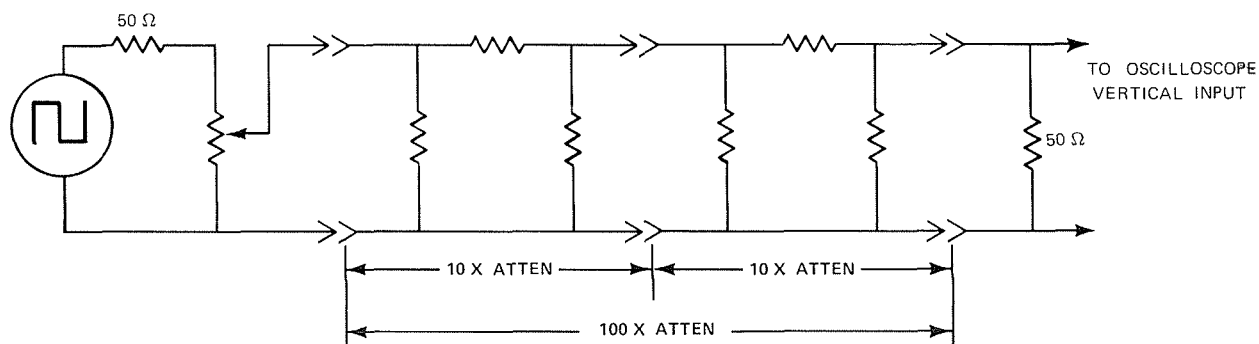 50 Ω
TO OSCILLOSCOPE
VERTICAL INPUT
50 Ω
10 X ATTEN
10 X ATTEN
100 X ATTEN